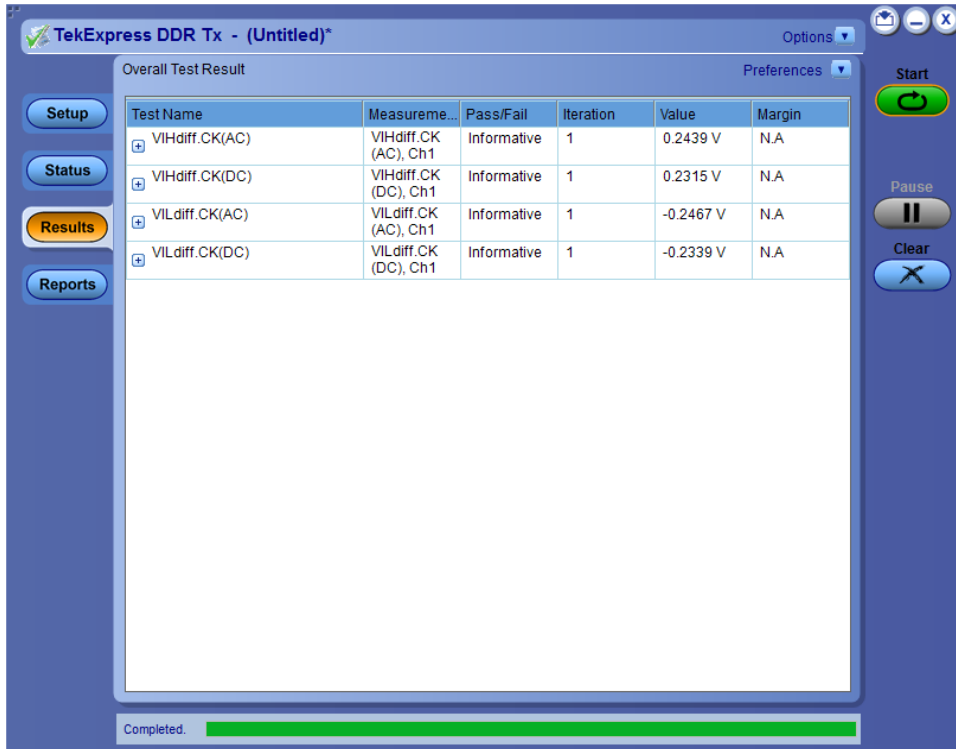 TekExpress DDR Tx - (Untitled)*
Options
X
Overall Test Result
Preferences
Start
Setup
Status
Results
Reports
Pause
Clear
Test Name Measureme... Pass/Fail Iteration Value Margin
VIHdiff.CK(AC) VIHdiff.CK Informative 1 0.2439 V N.A
(AC), Ch1
VIHdiff.CK(DC) VIHdiff.CK Informative 1 0.2315 V N.A
(DC), Ch1
VILdiff.CK(AC) VILdiff.CK Informative 1 -0.2467 V N.A
(AC), Ch1
VILdiff.CK(DC) VILdiff.CK Informative 1 -0.2339 V N.A
(DC), Ch1
Completed.